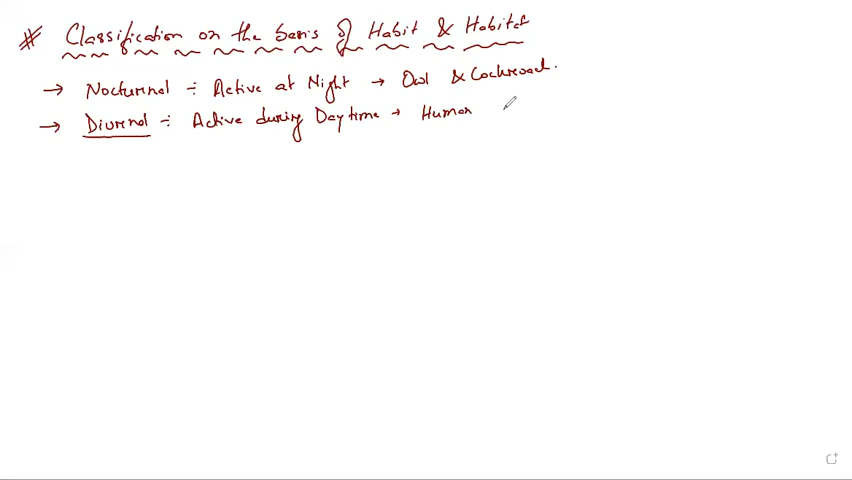 # Classification on the basis of Habit & Habitat
→ Nocturnal ÷ Active at Night → Owl & Cockroach.
→ Diurnal ÷ Active during Daytime → Human